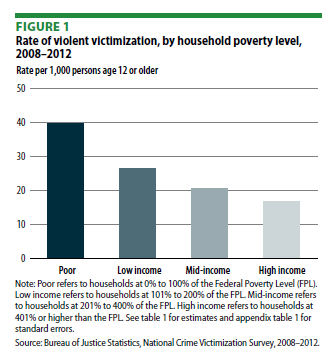 FIGURE 1
Rate of violent victimization, by household poverty level,
2008–2012
Rate per 1,000 persons age 12 or older
50
40
30
20
10
0
Poor Low income Mid-income High income
Note: Poor refers to households at 0% to 100% of the Federal Poverty Level (FPL).
Low income refers to households at 101% to 200% of the FPL. Mid-income refers
to households at 201% to 400% of the FPL. High income refers to households at
401% or higher than the FPL. See table 1 for estimates and appendix table 1 for
standard errors.
Source: Bureau of Justice Statistics, National Crime Victimization Survey, 2008–2012.